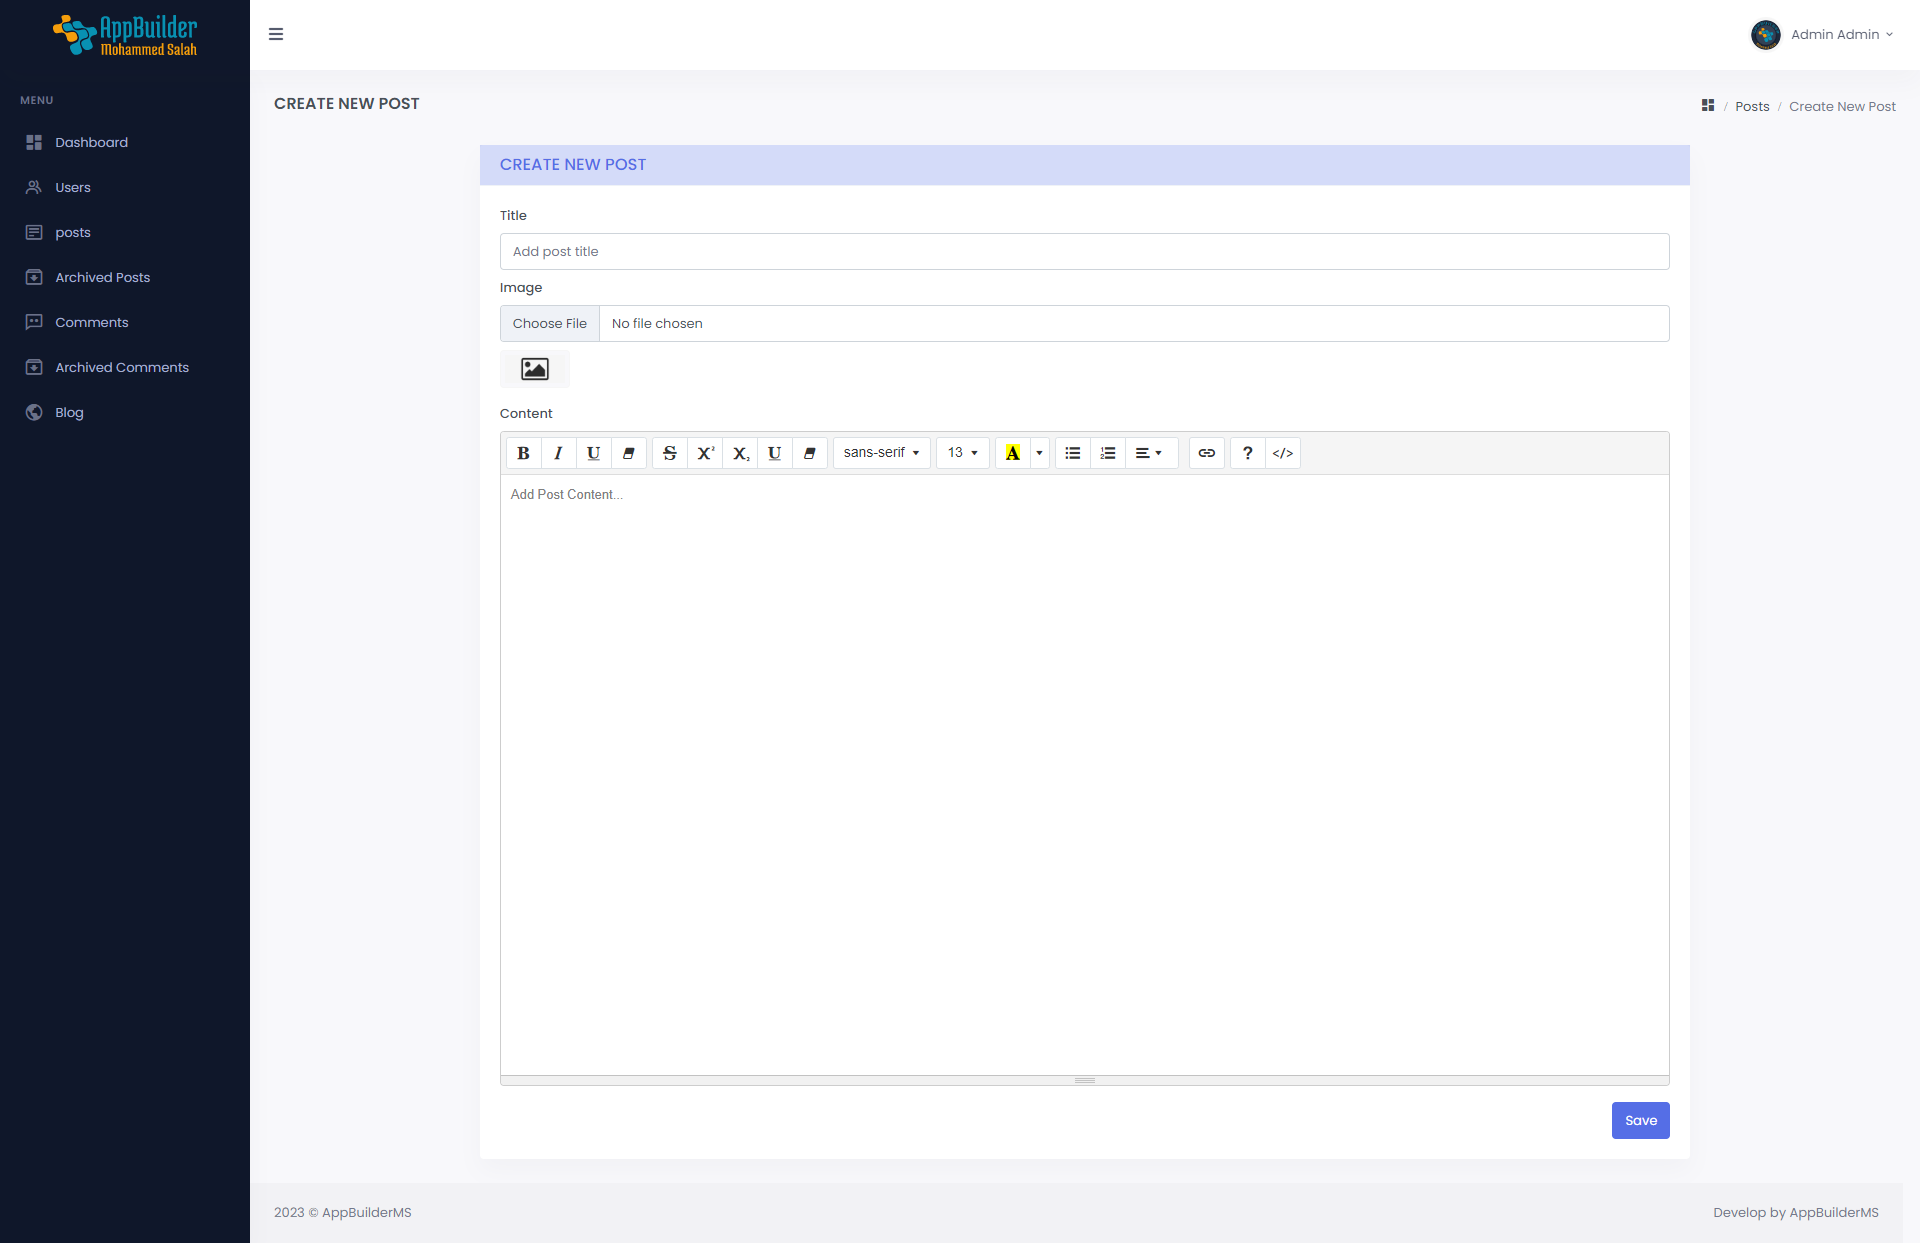 AppBuilder
Mohammed Salah
Admin Admin
MENU
Dashboard
Users
posts
Archived Posts
Comments
Archived Comments
Blog
CREATE NEW POST
/ Posts / Create New Post
CREATE NEW POST
Title
Add post title
Image
Choose File No file chosen
Content
B I U S X² X₂ U sans-serif 13 A ? </>
Add Post Content...
Save
2023 © AppBuilderMS
Develop by AppBuilderMS